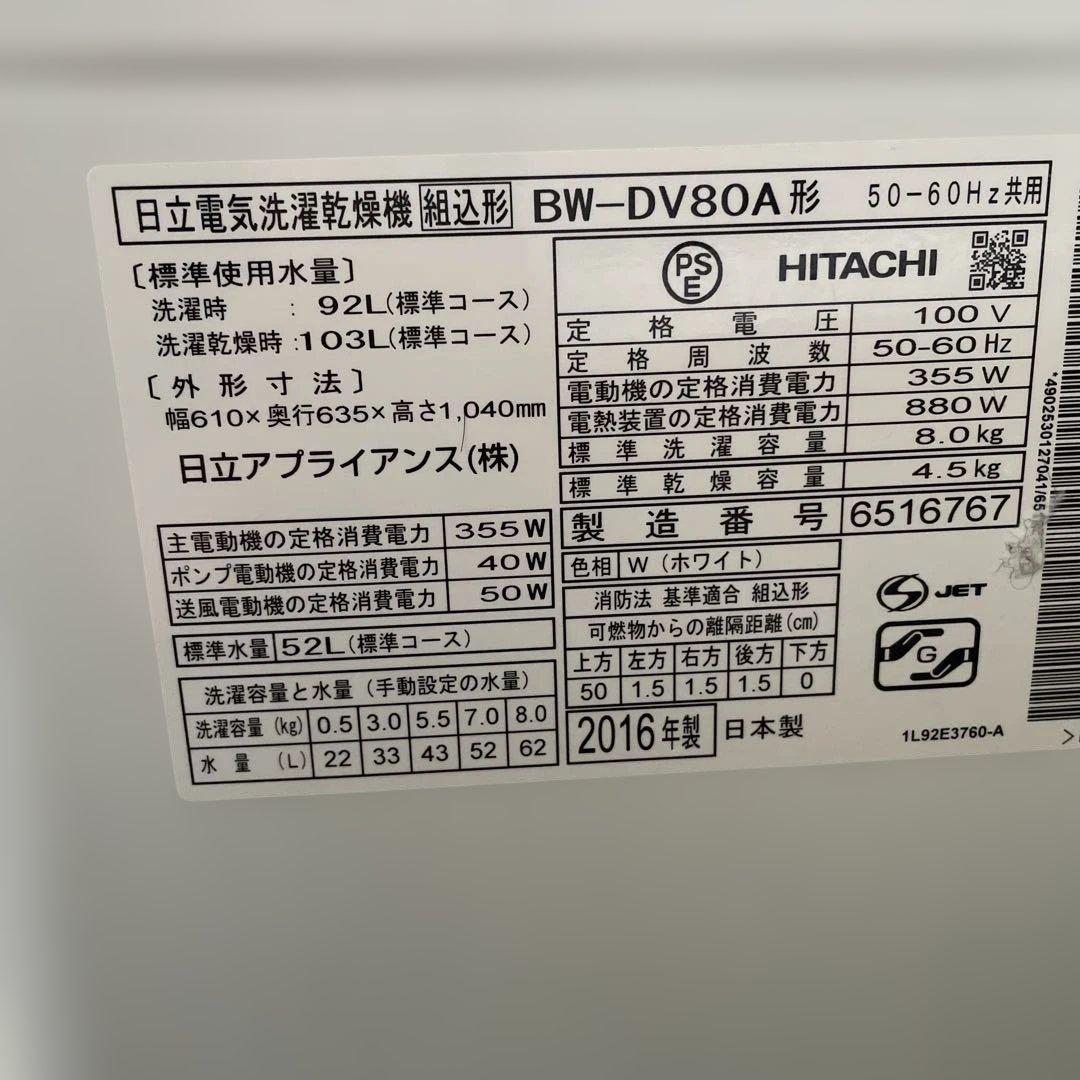 日立電気洗濯乾燥機 組込形 BW-DV80A形 50-60Hz共用
〔標準使用水量〕
洗濯時 : 92L(標準コース)
洗濯乾燥時:103L(標準コース)
〔外形寸法〕
幅610×奥行635×高さ1,040mm
日立アプライアンス(株)
主電動機の定格消費電力 355W
ポンプ電動機の定格消費電力 40W
送風電動機の定格消費電力 50W
標準水量 52L(標準コース)
洗濯容量と水量(手動設定の水量)
洗濯容量(kg) 0.5 3.0 5.5 7.0 8.0
水量(L) 22 33 43 52 62
PSE HITACHI
定格電圧 100V
定格周波数 50-60Hz
電動機の定格消費電力 355W
電熱装置の定格消費電力 880W
標準洗濯容量 8.0kg
標準乾燥容量 4.5kg
製造番号 6516767
色相 W(ホワイト)
消防法 基準適合 組込形
可燃物からの離隔距離(cm)
上方 左方 右方 後方 下方
50 1.5 1.5 1.5 0
2016年製 日本製
S JET
G
1L92E3760-A
*4902530127041/651